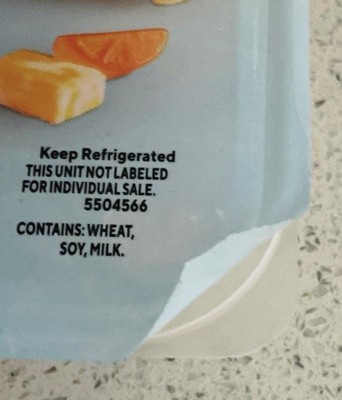 Keep Refrigerated
THIS UNIT NOT LABELED
FOR INDIVIDUAL SALE.
5504566
CONTAINS: WHEAT,
SOY, MILK.